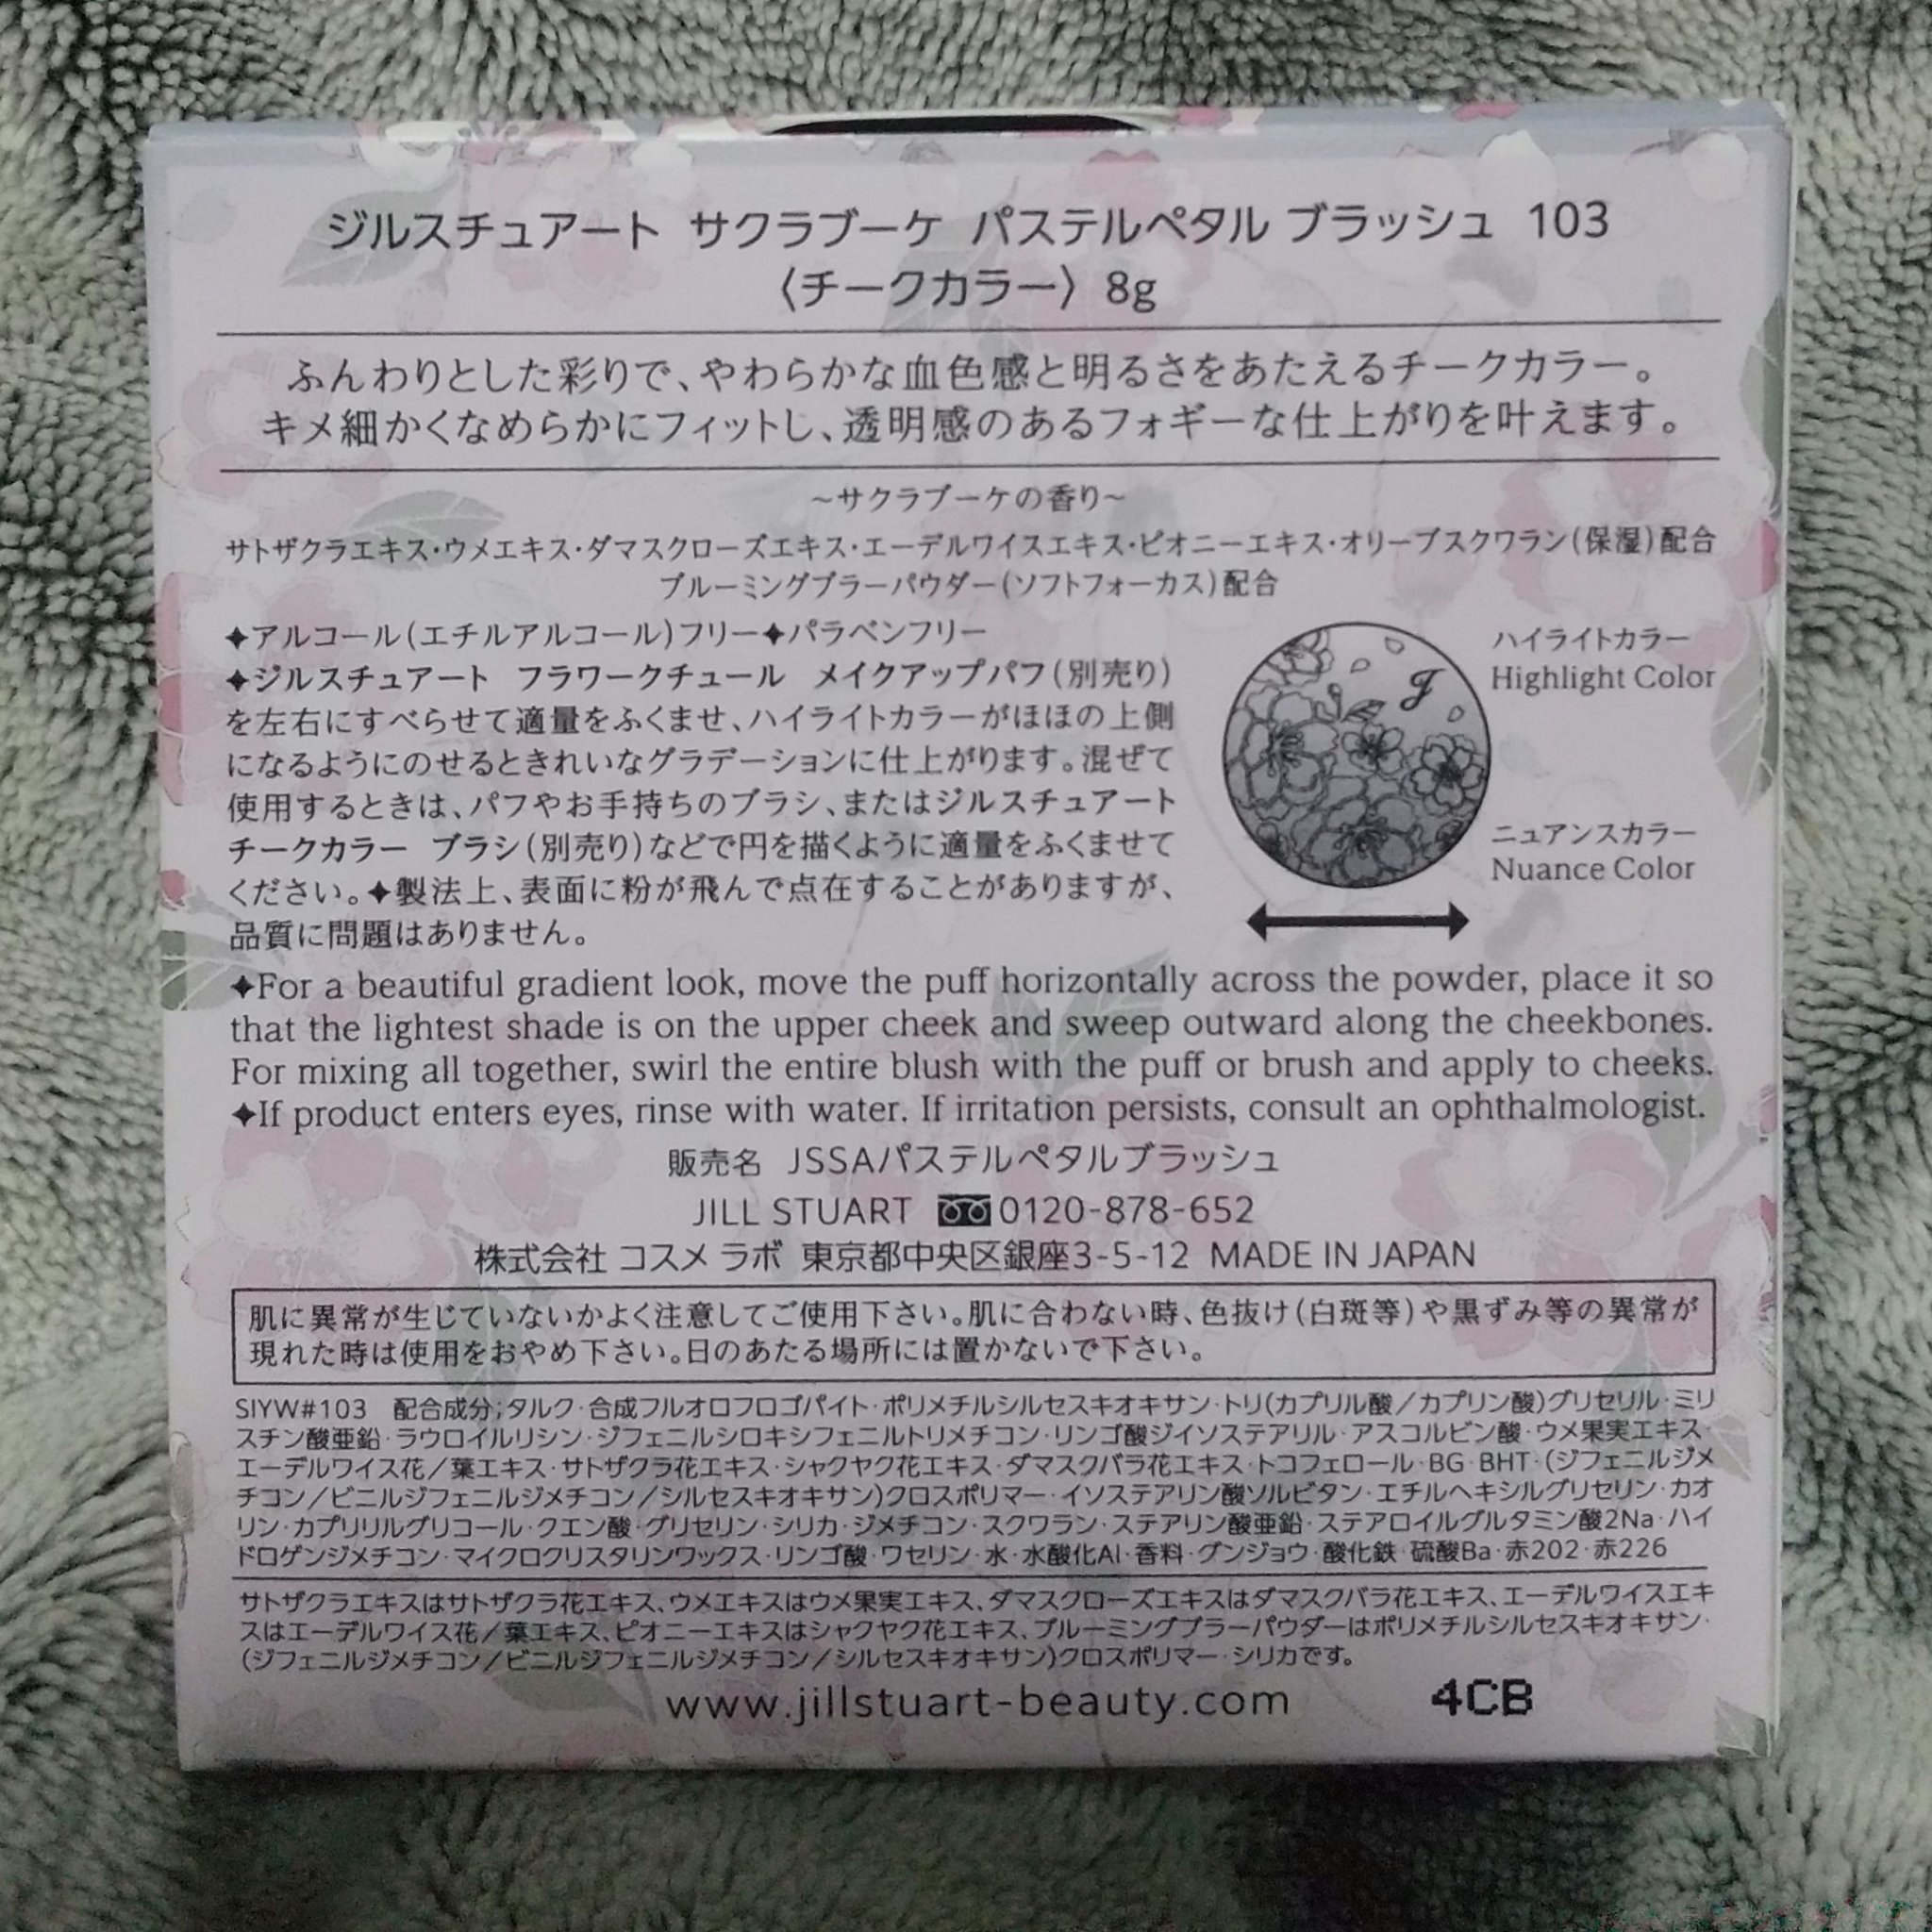 ジルスチュアート サクラブーケ パステルペタル ブラッシュ 103
〈チークカラー〉8g
ふんわりとした彩りで、やわらかな血色感と明るさをあたえるチークカラー。
キメ細かくなめらかにフィットし、透明感のあるフォギーな仕上がりを叶えます。
~サクラブーケの香り~
サトザクラエキス・ウメエキス・ダマスクローズエキス・エーデルワイスエキス・ピオニーエキス・オリーブスクワラン(保湿)配合
ブルーミングブラーパウダー(ソフトフォーカス)配合
✦アルコール(エチルアルコール)フリー✦パラベンフリー
✦ジルスチュアート フラワークチュール メイクアップパフ(別売り)
を左右にすべらせて適量をふくませ、ハイライトカラーがほほの上側
になるようにのせるときれいなグラデーションに仕上がります。混ぜて
使用するときは、パフやお手持ちのブラシ、またはジルスチュアート
チークカラー ブラシ(別売り)などで円を描くように適量をふくませて
ください。✦製法上、表面に粉が飛んで点在することがありますが、
品質に問題はありません。
J
ハイライトカラー
Highlight Color
ニュアンスカラー
Nuance Color
✦For a beautiful gradient look, move the puff horizontally across the powder, place it so
that the lightest shade is on the upper cheek and sweep outward along the cheekbones.
For mixing all together, swirl the entire blush with the puff or brush and apply to cheeks.
✦If product enters eyes, rinse with water. If irritation persists, consult an ophthalmologist.
販売名 JSSAパステルペタルブラッシュ
JILL STUART 0120-878-652
株式会社 コスメ ラボ 東京都中央区銀座3-5-12 MADE IN JAPAN
肌に異常が生じていないかよく注意してご使用下さい。肌に合わない時、色抜け(白斑等)や黒ずみ等の異常が
現れた時は使用をおやめ下さい。日のあたる場所には置かないで下さい。
SIYW#103 配合成分;タルク・合成フルオロフロゴパイト・ポリメチルシルセスキオキサン・トリ(カプリル酸/カプリン酸)グリセリル・ミリ
スチン酸亜鉛・ラウロイルリシン・ジフェニルシロキシフェニルトリメチコン・リンゴ酸ジイソステアリル・アスコルビン酸・ウメ果実エキス・
エーデルワイス花/葉エキス・サトザクラ花エキス・シャクヤク花エキス・ダマスクバラ花エキス・トコフェロール・BG・BHT・(ジフェニルジメ
チコン/ビニルジフェニルジメチコン/シルセスキオキサン)クロスポリマー・イソステアリン酸ソルビタン・エチルヘキシルグリセリン・カオ
リン・カプリリルグリコール・クエン酸・グリセリン・シリカ・ジメチコン・スクワラン・ステアリン酸亜鉛・ステアロイルグルタミン酸2Na・ハイ
ドロゲンジメチコン・マイクロクリスタリンワックス・リンゴ酸・ワセリン・水・水酸化Al・香料・グンジョウ・酸化鉄・硫酸Ba・赤202・赤226
サトザクラエキスはサトザクラ花エキス、ウメエキスはウメ果実エキス、ダマスクローズエキスはダマスクバラ花エキス、エーデルワイスエキ
スはエーデルワイス花/葉エキス、ピオニーエキスはシャクヤク花エキス、ブルーミングブラーパウダーはポリメチルシルセスキオキサン・
(ジフェニルジメチコン/ビニルジフェニルジメチコン/シルセスキオキサン)クロスポリマー・シリカです。
www.jillstuart-beauty.com
4CB